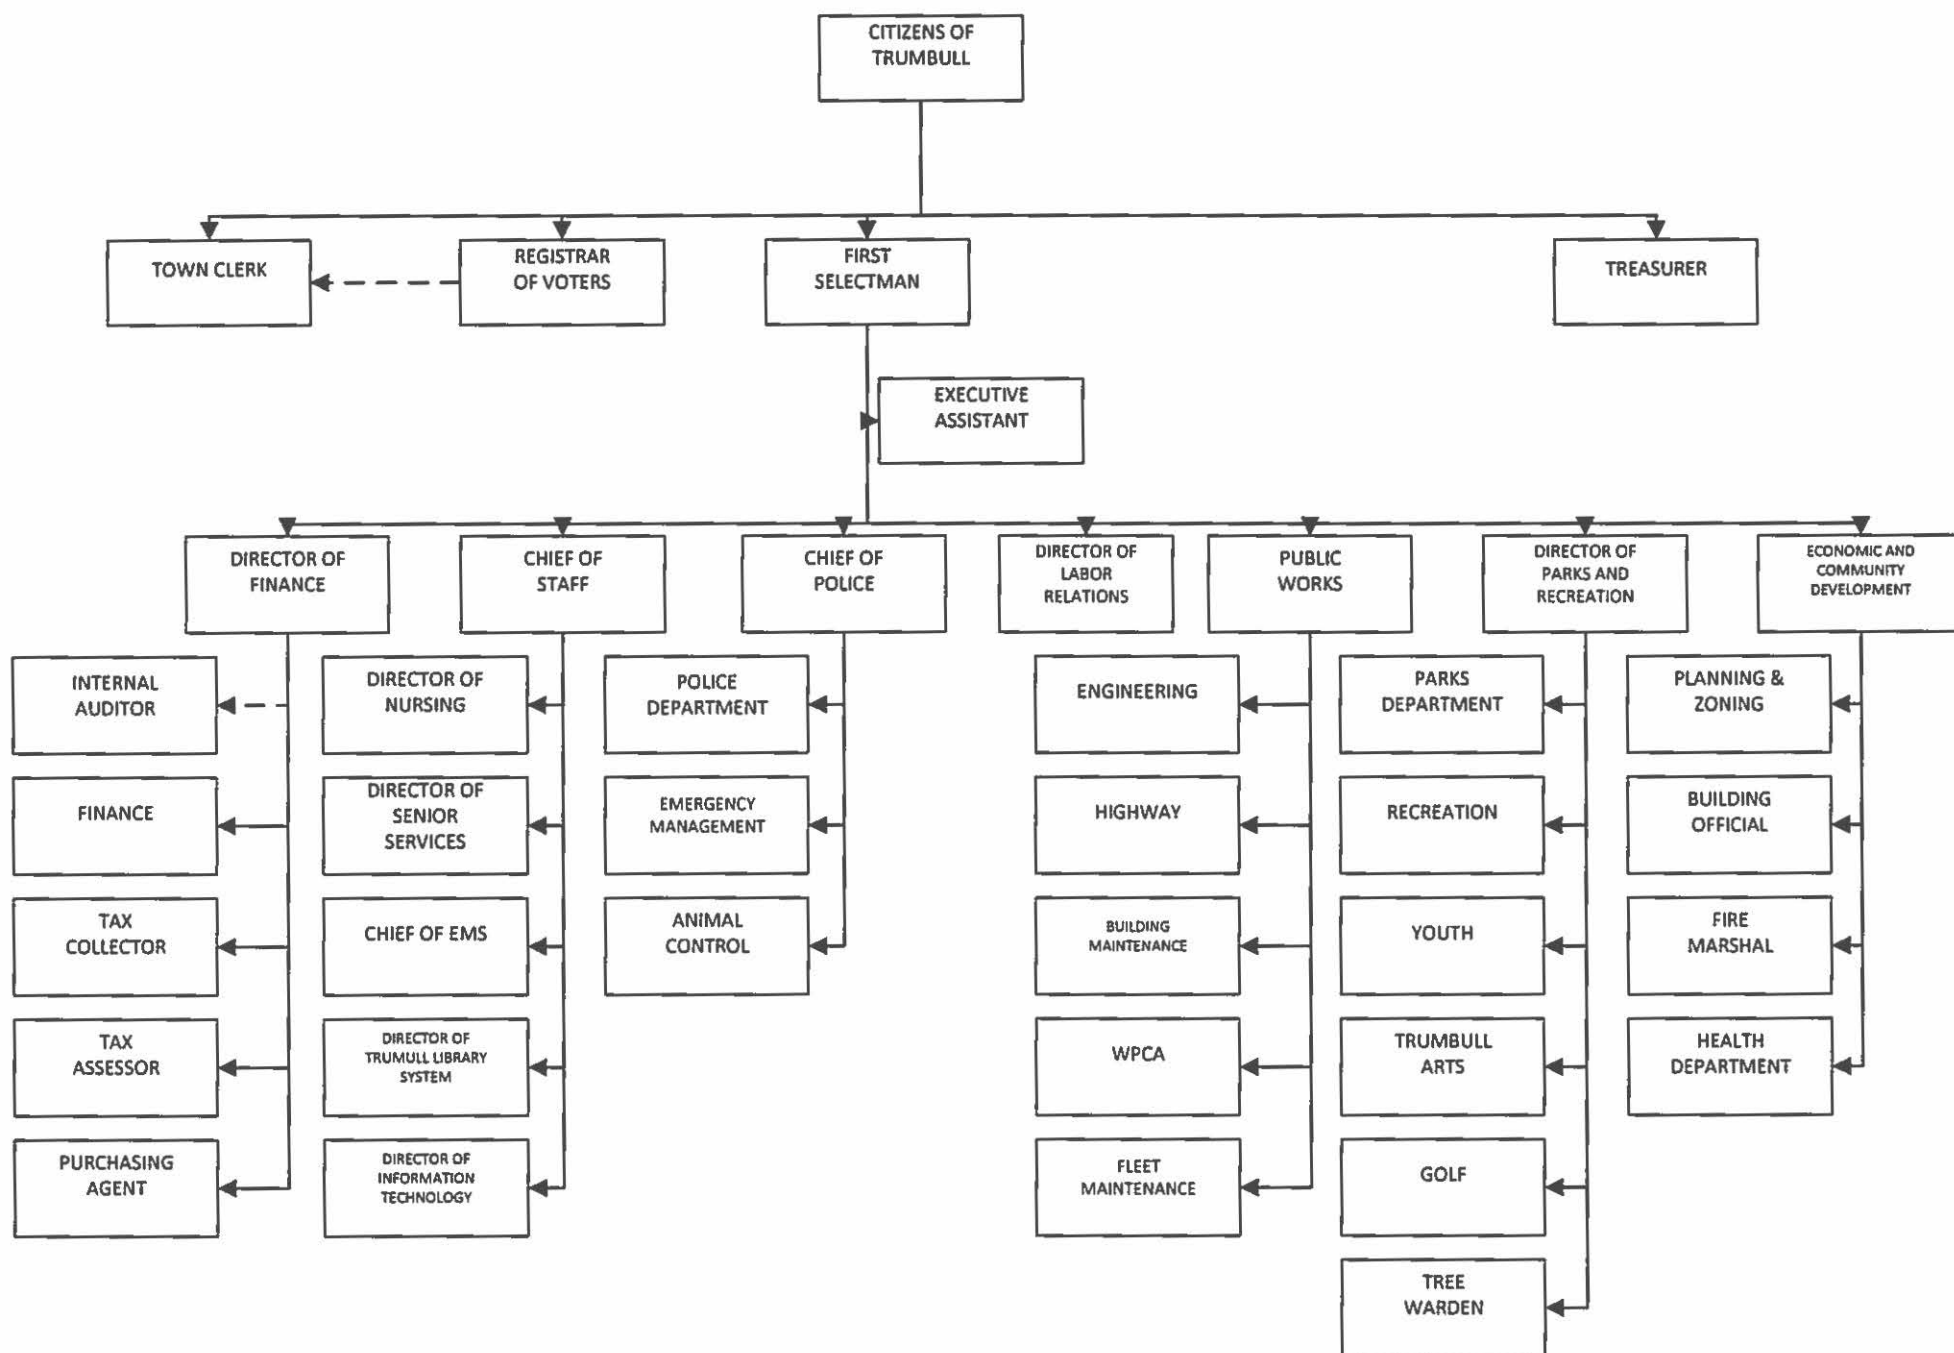 CITIZENS OF
TRUMBULL
TOWN CLERK
REGISTRAR
OF VOTERS
FIRST
SELECTMAN
TREASURER
EXECUTIVE
ASSISTANT
DIRECTOR OF
FINANCE
CHIEF OF
STAFF
CHIEF OF
POLICE
DIRECTOR OF
LABOR
RELATIONS
PUBLIC
WORKS
DIRECTOR OF
PARKS AND
RECREATION
ECONOMIC AND
COMMUNITY
DEVELOPMENT
INTERNAL
AUDITOR
FINANCE
TAX
COLLECTOR
TAX
ASSESSOR
PURCHASING
AGENT
DIRECTOR OF
NURSING
DIRECTOR OF
SENIOR
SERVICES
CHIEF OF EMS
DIRECTOR OF
TRUMULL LIBRARY
SYSTEM
DIRECTOR OF
INFORMATION
TECHNOLOGY
POLICE
DEPARTMENT
EMERGENCY
MANAGEMENT
ANIMAL
CONTROL
ENGINEERING
HIGHWAY
BUILDING
MAINTENANCE
WPCA
FLEET
MAINTENANCE
PARKS
DEPARTMENT
RECREATION
YOUTH
TRUMBULL
ARTS
GOLF
TREE
WARDEN
PLANNING &
ZONING
BUILDING
OFFICIAL
FIRE
MARSHAL
HEALTH
DEPARTMENT